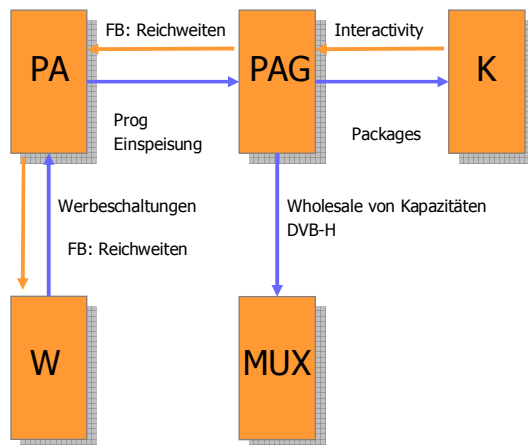 FB: Reichweiten
Interactivity
PA
PAG
K
Prog
Einspeisung
Packages
Werbeschaltungen
FB: Reichweiten
Wholesale von Kapazitäten
DVB-H
W
MUX